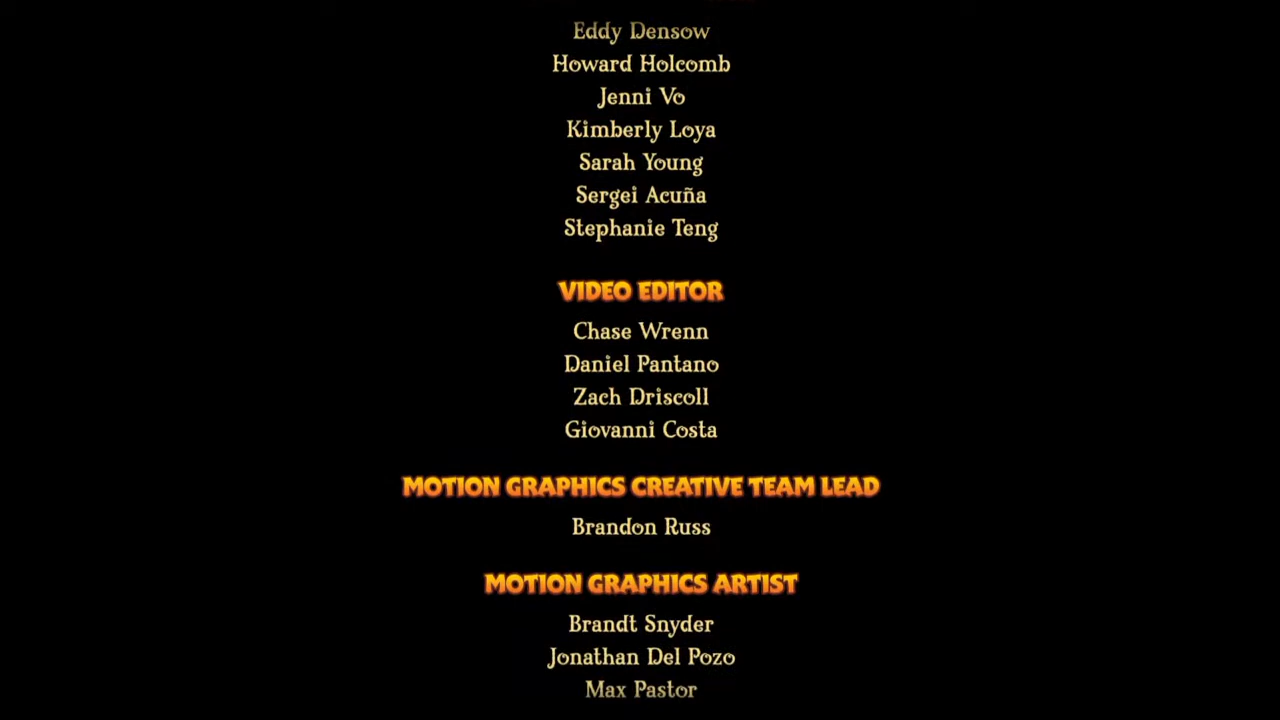 Eddy Densow
Howard Holcomb
Jenni Vo
Kimberly Loya
Sarah Young
Sergei Acuña
Stephanie Teng
VIDEO EDITOR
Chase Wrenn
Daniel Pantano
Zach Driscoll
Giovanni Costa
MOTION GRAPHICS CREATIVE TEAM LEAD
Brandon Russ
MOTION GRAPHICS ARTIST
Brandt Snyder
Jonathan Del Pozo
Max Pastor